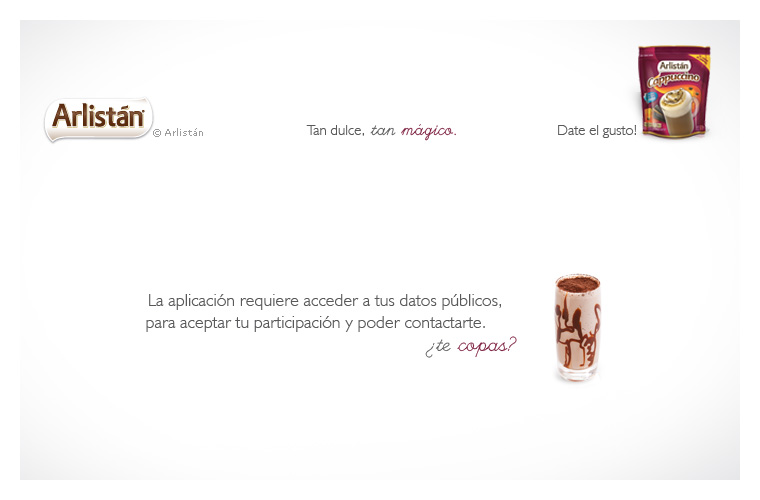 Arlistán
© Arlistán
Tan dulce, tan mágico.
Date el gusto!
Arlistán
Cappuccino
La aplicación requiere acceder a tus datos públicos,
para aceptar tu participación y poder contactarte.
¿te copas?